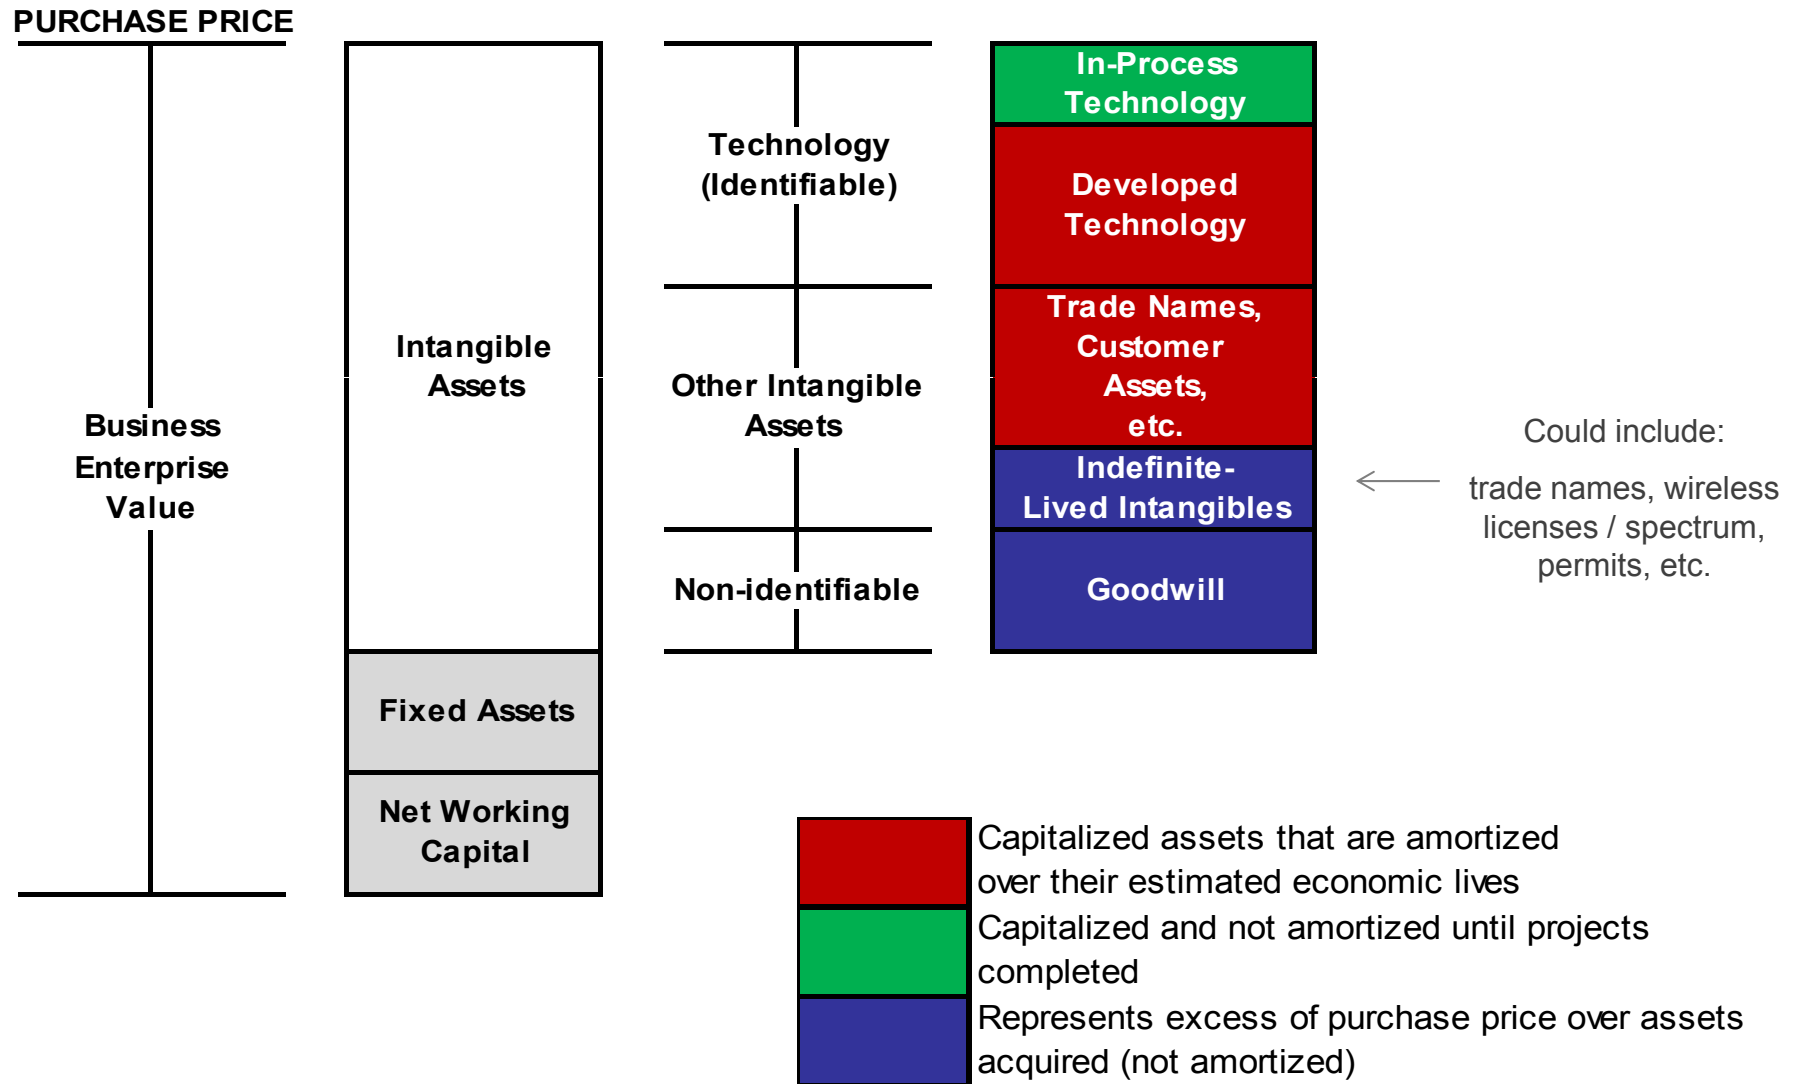 PURCHASE PRICE
Business
Enterprise
Value
Intangible
Assets
Fixed Assets
Net Working
Capital
Technology
(Identifiable)
Other Intangible
Assets
Non-identifiable
In-Process
Technology
Developed
Technology
Trade Names,
Customer
Assets,
etc.
Indefinite-
Lived Intangibles
Goodwill
Could include:
trade names, wireless
licenses / spectrum,
permits, etc.
Capitalized assets that are amortized
over their estimated economic lives
Capitalized and not amortized until projects
completed
Represents excess of purchase price over assets
acquired (not amortized)